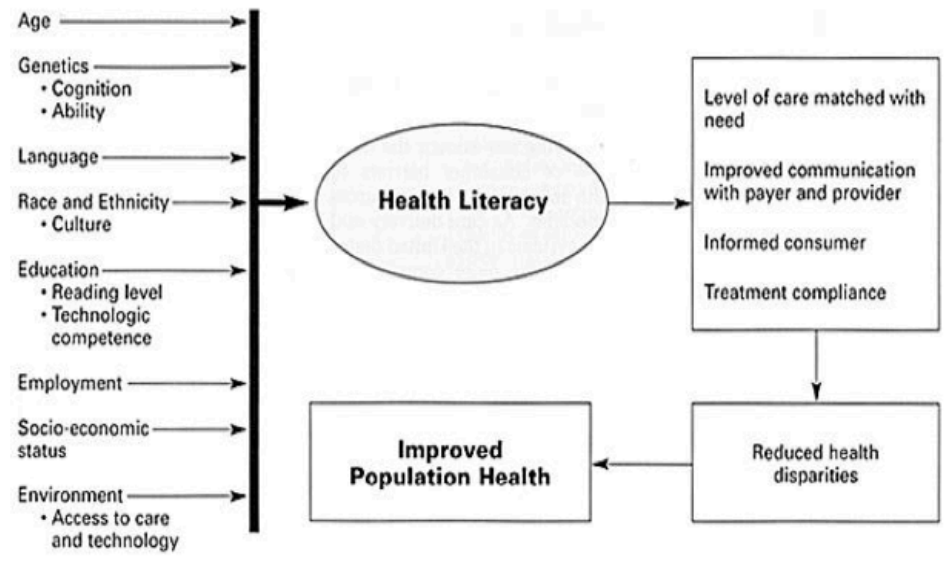 Age
Genetics
• Cognition
• Ability
Language
Race and Ethnicity
• Culture
Education
• Reading level
• Technologic
competence
Employment
Socio-economic
status
Environment
• Access to care
and technology
Health Literacy
Level of care matched with
need
Improved communication
with payer and provider
Informed consumer
Treatment compliance
Reduced health
disparities
Improved
Population Health